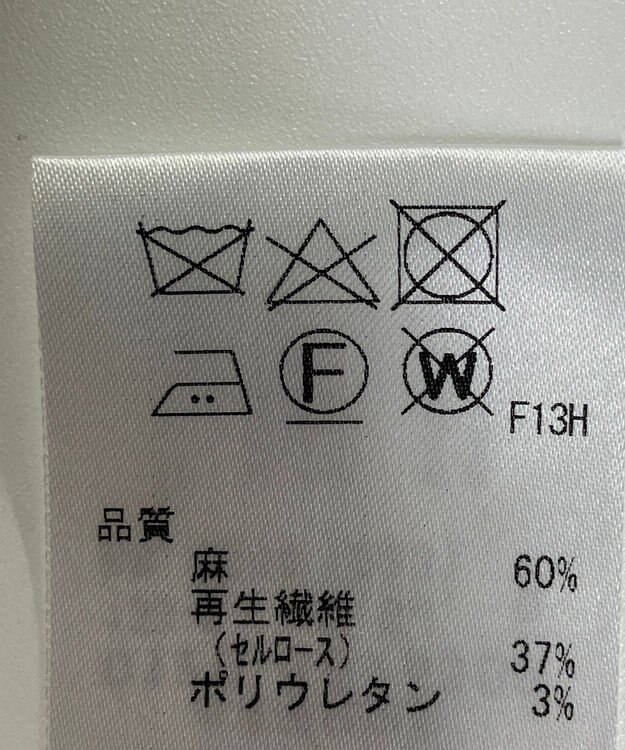 F W
F13H
品質
麻 60%
再生繊維
(セルロース) 37%
ポリウレタン 3%